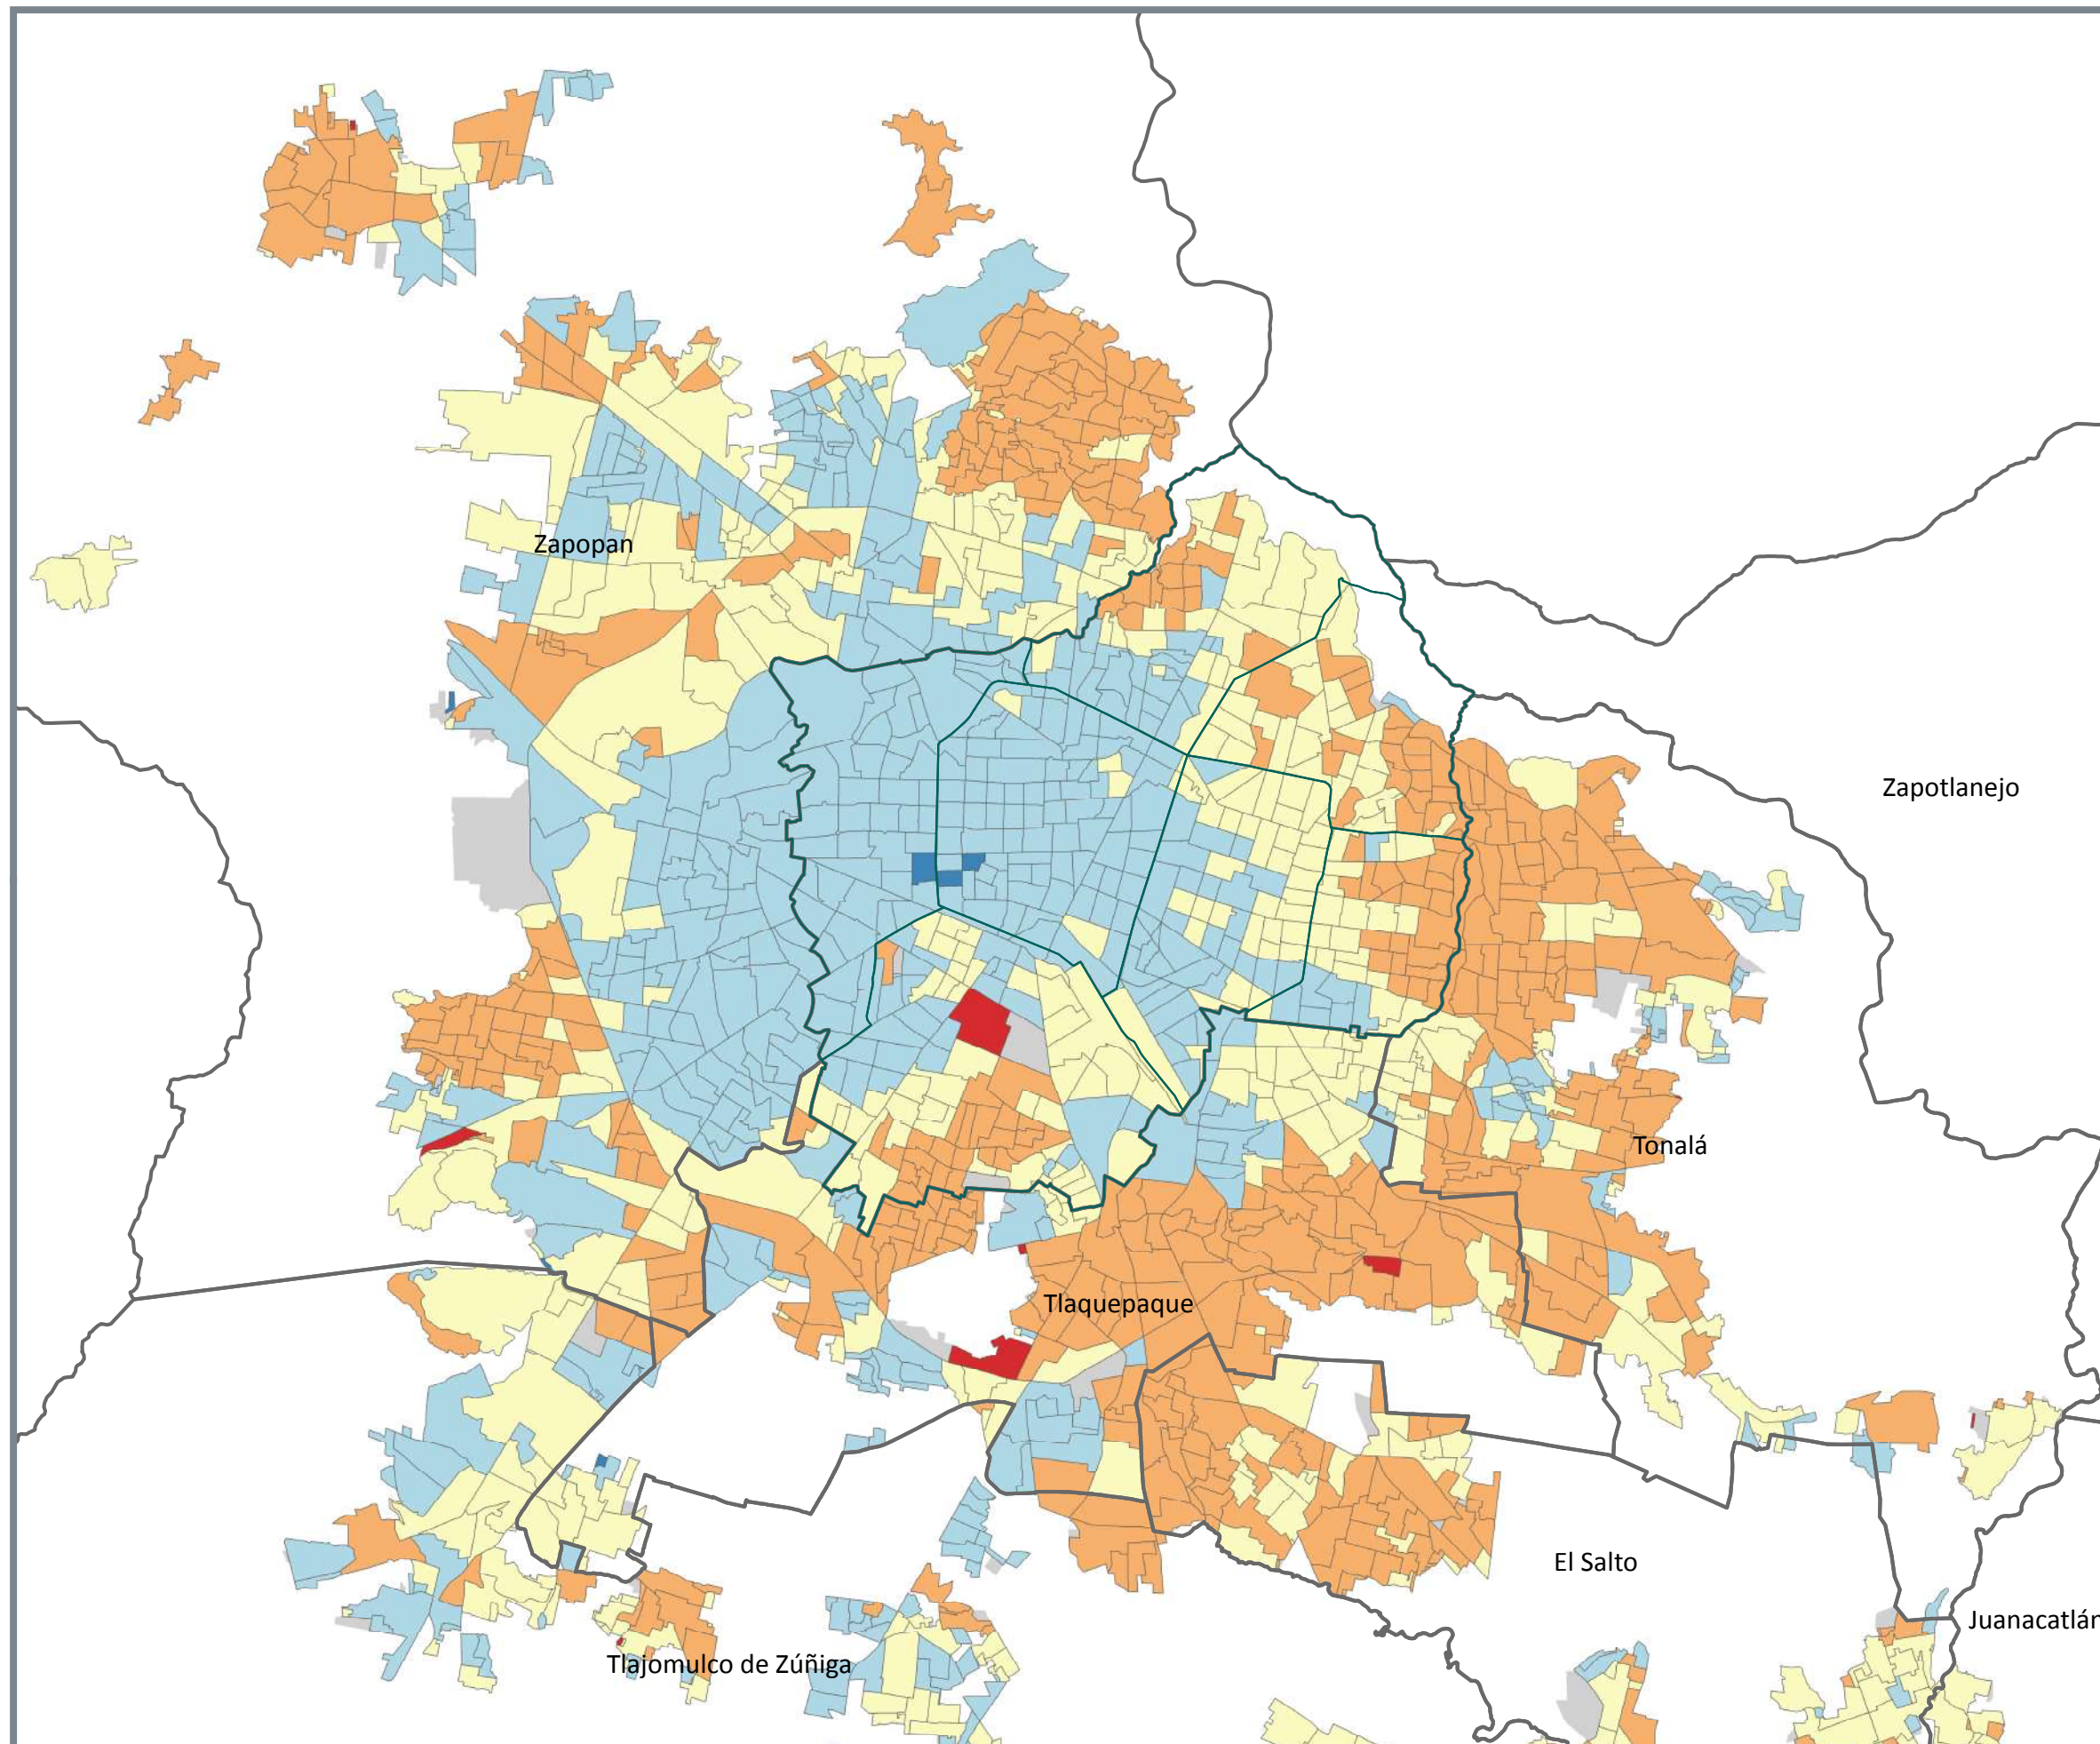 Zapopan
Zapotlanejo
Tonalá
Tlaquepaque
El Salto
Juanacatlán
Tlajomulco de Zúñiga